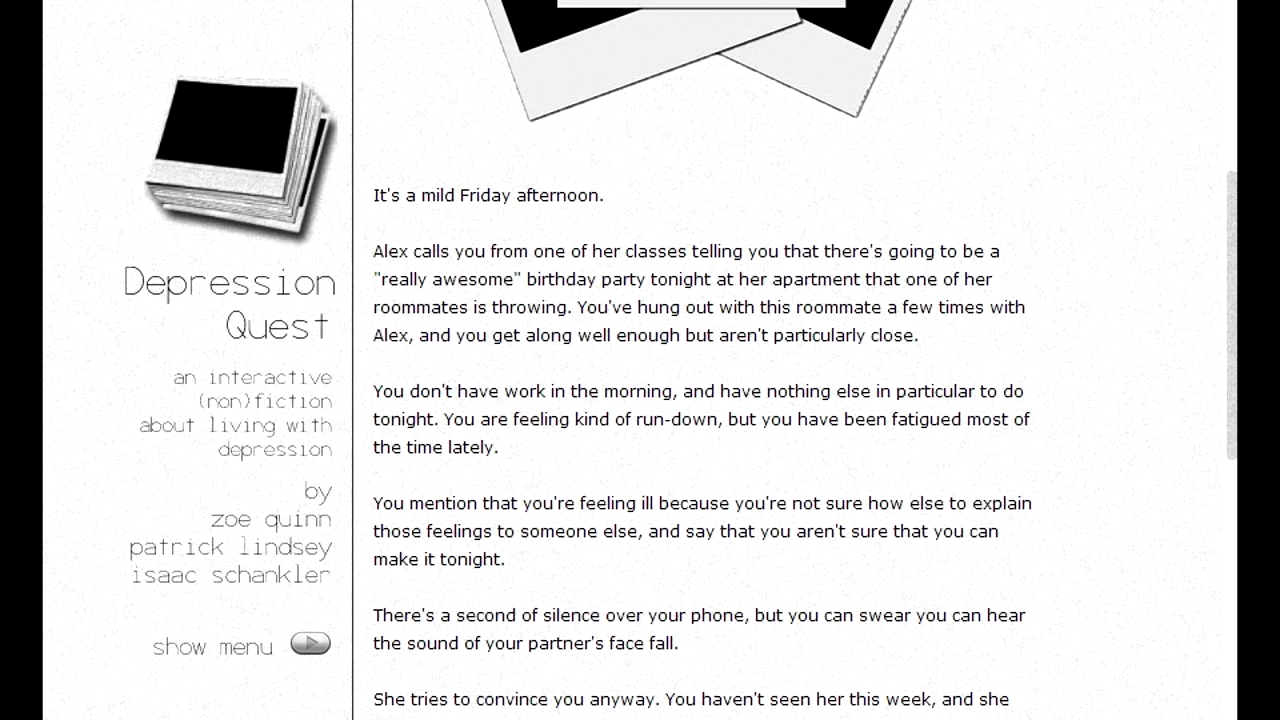 Depression
Quest
an interactive
(non)fiction
about living with
depression
by
zoe quinn
patrick lindsey
isaac schankler
show menu
It's a mild Friday afternoon.
Alex calls you from one of her classes telling you that there's going to be a
"really awesome" birthday party tonight at her apartment that one of her
roommates is throwing. You've hung out with this roommate a few times with
Alex, and you get along well enough but aren't particularly close.
You don't have work in the morning, and have nothing else in particular to do
tonight. You are feeling kind of run-down, but you have been fatigued most of
the time lately.
You mention that you're feeling ill because you're not sure how else to explain
those feelings to someone else, and say that you aren't sure that you can
make it tonight.
There's a second of silence over your phone, but you can swear you can hear
the sound of your partner's face fall.
She tries to convince you anyway. You haven't seen her this week, and she